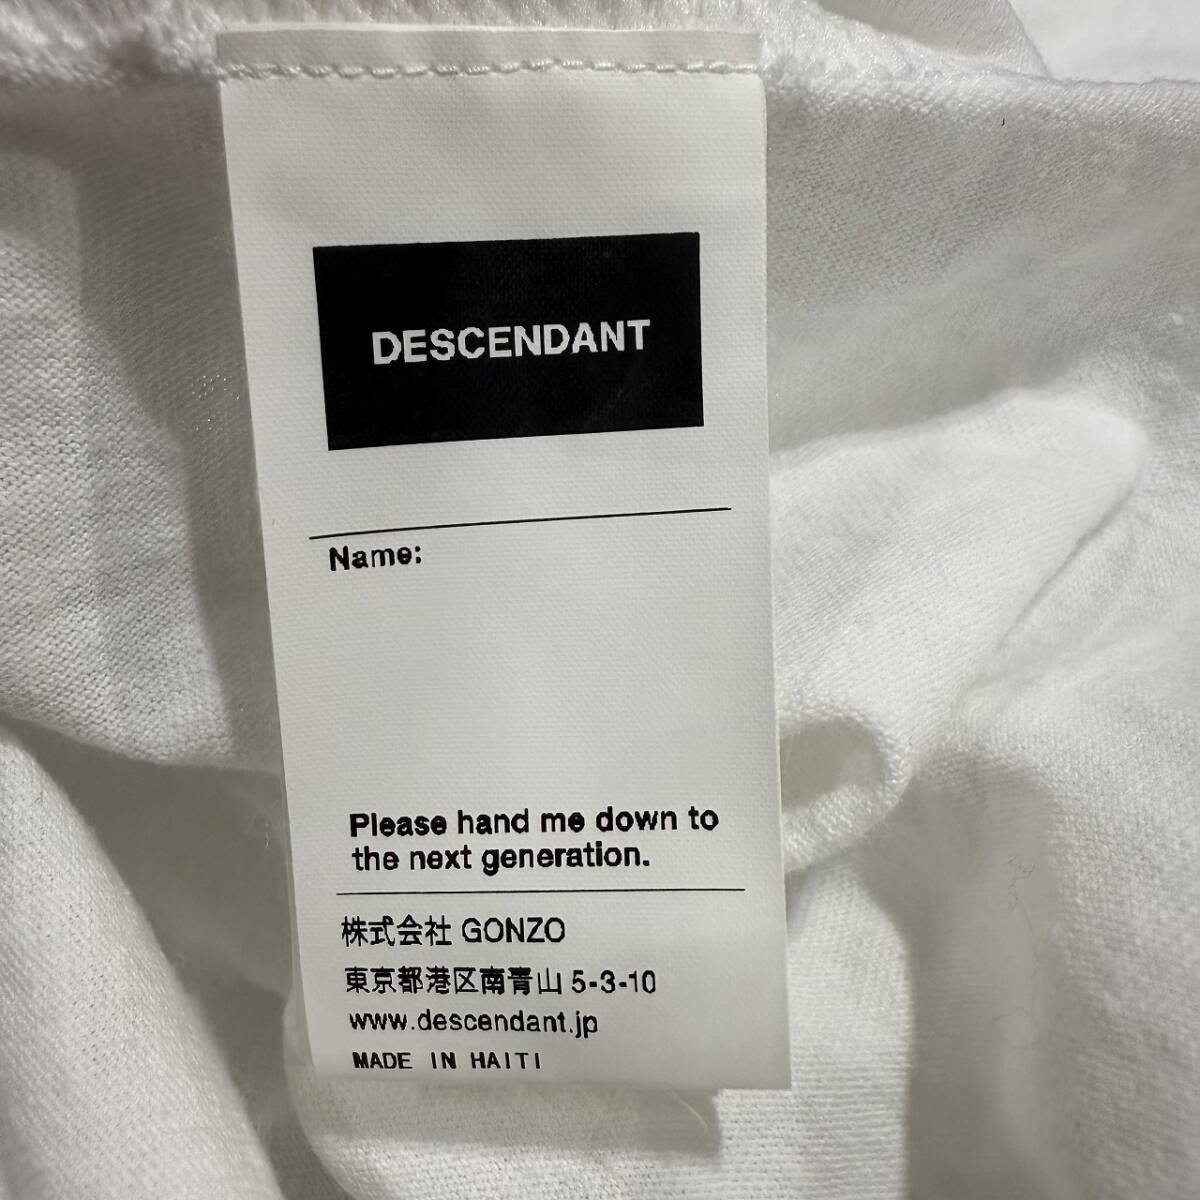 DESCENDANT
Name:
Please hand me down to
the next generation.
株式会社 GONZO
東京都港区南青山 5-3-10
www.descendant.jp
MADE IN HAITI